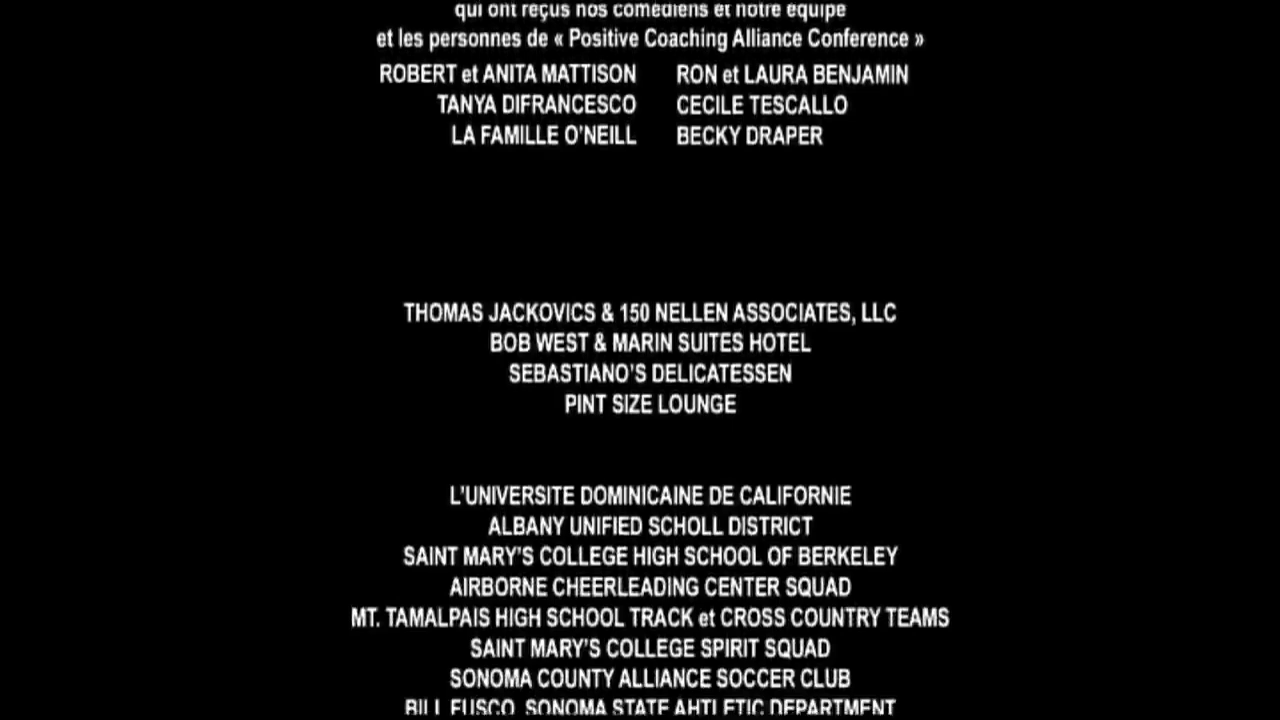 qui ont reçus nos comédiens et notre équipe
et les personnes de « Positive Coaching Alliance Conference »
ROBERT et ANITA MATTISON RON et LAURA BENJAMIN
TANYA DIFRANCESCO CECILE TESCALLO
LA FAMILLE O'NEILL BECKY DRAPER
THOMAS JACKOVICS & 150 NELLEN ASSOCIATES, LLC
BOB WEST & MARIN SUITES HOTEL
SEBASTIANO'S DELICATESSEN
PINT SIZE LOUNGE
L'UNIVERSITE DOMINICAINE DE CALIFORNIE
ALBANY UNIFIED SCHOLL DISTRICT
SAINT MARY'S COLLEGE HIGH SCHOOL OF BERKELEY
AIRBORNE CHEERLEADING CENTER SQUAD
MT. TAMALPAIS HIGH SCHOOL TRACK et CROSS COUNTRY TEAMS
SAINT MARY'S COLLEGE SPIRIT SQUAD
SONOMA COUNTY ALLIANCE SOCCER CLUB
BILL FUSCO, SONOMA STATE AHTLETIC DEPARTMENT